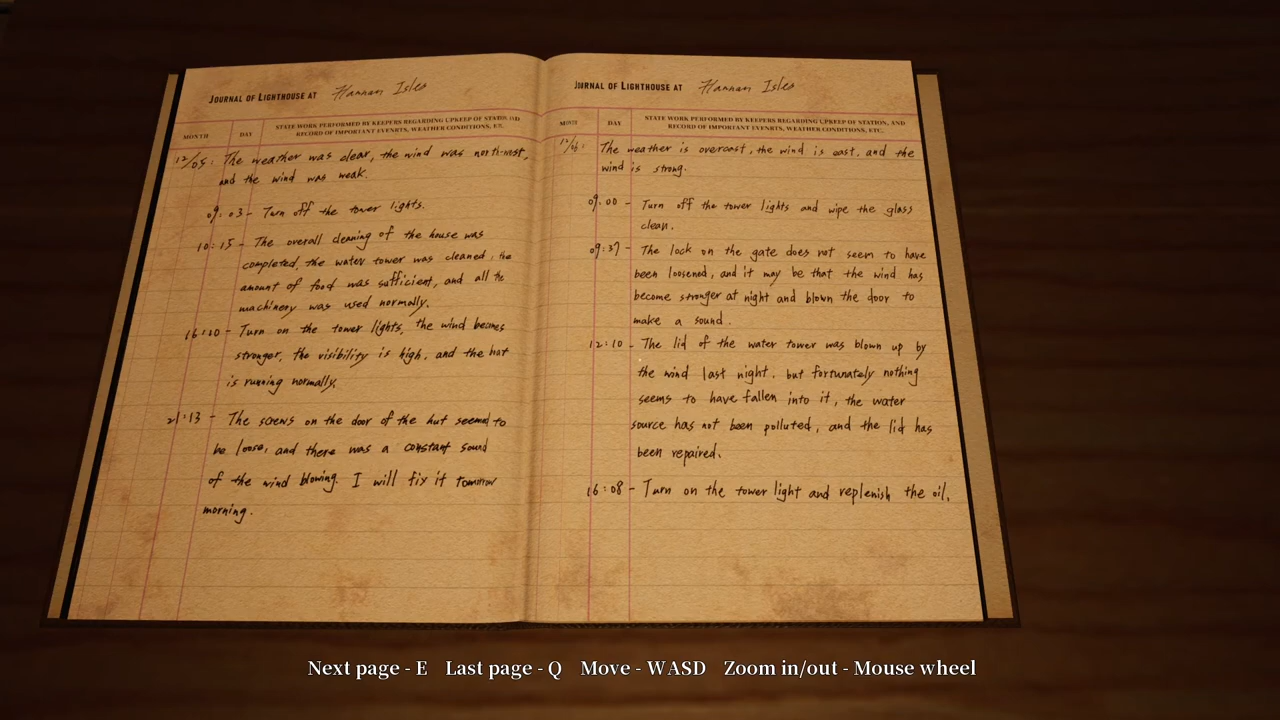 JOURNAL OF LIGHTHOUSE AT Hannan Isles
MONTH DAY STATE WORK PERFORMED BY KEEPERS REGARDING UPKEEP OF STATION, AND
RECORD OF IMPORTANT EVENRTS, WEATHER CONDITIONS, ETC.
12/05: The weather was clear, the wind was north-west,
and the wind was weak.
09:03 - Turn off the tower lights.
10:15 - The overall cleaning of the house was
completed, the water tower was cleaned, the
amount of food was sufficient, and all the
machinery was used normally.
16:10 - Turn on the tower lights, the wind becomes
stronger, the visibility is high, and the hut
is running normally.
21:13 - The screws on the door of the hut seemed to
be loose, and there was a constant sound
of the wind blowing. I will fix it tomorrow
morning.
JOURNAL OF LIGHTHOUSE AT Hannan Isles
MONTH DAY STATE WORK PERFORMED BY KEEPERS REGARDING UPKEEP OF STATION, AND
RECORD OF IMPORTANT EVENRTS, WEATHER CONDITIONS, ETC.
12/06: The weather is overcast, the wind is east, and the
wind is strong.
09:00 - Turn off the tower lights and wipe the glass
clean.
09:37 - The lock on the gate does not seem to have
been loosened, and it may be that the wind has
become stronger at night and blown the door to
make a sound.
12:10 - The lid of the water tower was blown up by
the wind last night, but fortunately nothing
seems to have fallen into it, the water
source has not been polluted, and the lid has
been repaired.
16:08 - Turn on the tower light and replenish the oil.
Next page - E Last page - Q Move - WASD Zoom in/out - Mouse wheel